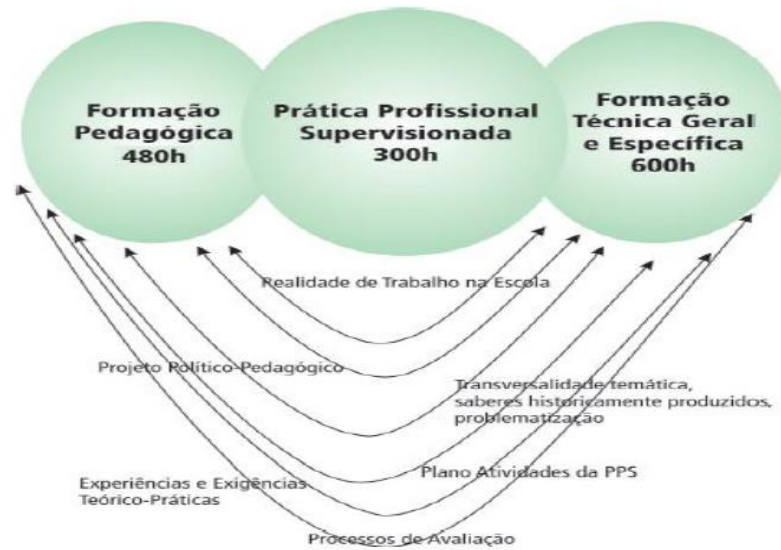 Formação
Pedagógica
480h
Prática Profissional
Supervisionada
300h
Formação
Técnica Geral
e Específica
600h
Realidade de Trabalho na Escola
Projeto Político-Pedagógico
Transversalidade temática,
saberes historicamente produzidos,
problematização
Plano Atividades da PPS
Experiências e Exigências
Teórico-Práticas
Processos de Avaliação